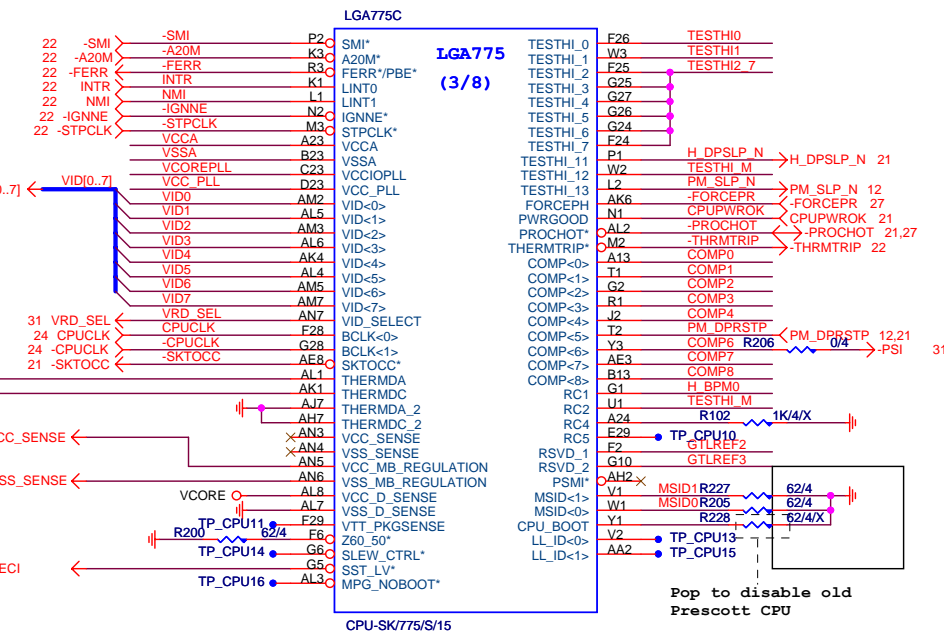 LGA775C
LGA775
(3/8)
22 -SMI -SMI P2 SMI* TESTHI_0 F26 TESTHI0
22 -A20M -A20M K3 A20M* TESTHI_1 W3 TESTHI1
22 -FERR -FERR R3 FERR*/PBE* TESTHI_2 F25 TESTHI2_7
22 INTR INTR K1 LINT0 TESTHI_3 G25
22 NMI NMI L1 LINT1 TESTHI_4 G27
22 -IGNNE -IGNNE N2 IGNNE* TESTHI_5 G26
22 -STPCLK -STPCLK M3 STPCLK* TESTHI_6 G24
VCCA A23 VCCA TESTHI_7 F24
VSSA B23 VSSA TESTHI_11 P1 H_DPSLP_N H_DPSLP_N 21
VCOREPLL C23 VCCIOPLL TESTHI_12 W2 TESTHI_M
0..7] VID[0..7] VCC_PLL D23 VCC_PLL TESTHI_13 L2 PM_SLP_N PM_SLP_N 12
VID0 AM2 VID<0> FORCEPH AK6 -FORCEPR -FORCEPR 27
VID1 AL5 VID<1> PWRGOOD N1 CPUPWROK CPUPWROK 21
VID2 AM3 VID<2> PROCHOT* AL2 -PROCHOT -PROCHOT 21,27
VID3 AL6 VID<3> THERMTRIP* M2 -THRMTRIP -THRMTRIP 22
VID4 AK4 VID<4> COMP<0> A13 COMP0
VID5 AL4 VID<5> COMP<1> T1 COMP1
VID6 AM5 VID<6> COMP<2> G2 COMP2
VID7 AM7 VID<7> COMP<3> R1 COMP3
31 VRD_SEL VRD_SEL AN7 VID_SELECT COMP<4> J2 COMP4
24 CPUCLK CPUCLK F28 BCLK<0> COMP<5> T2 PM_DPRSTP PM_DPRSTP 12,21
24 -CPUCLK -CPUCLK G28 BCLK<1> COMP<6> Y3 COMP6 R206 0/4 -PSI 31
21 -SKTOCC -SKTOCC AE8 SKTOCC* COMP<7> AE3 COMP7
AL1 THERMDA COMP<8> B13 COMP8
AK1 THERMDC RC1 G1 H_BPM0
AJ7 THERMDA_2 RC2 U1 TESTHI_M
AH7 THERMDC_2 RC4 A24 R102 1K/4/X
CC_SENSE AN3 VCC_SENSE RC5 E29 TP_CPU10
AN4 VSS_SENSE RSVD_1 F2 GTLREF2
AN5 VCC_MB_REGULATION RSVD_2 G10 GTLREF3
SS_SENSE AN6 VSS_MB_REGULATION PSMI* AH2
VCORE AL8 VCC_D_SENSE MSID<1> V1 MSID1 R227 62/4
AL7 VSS_D_SENSE MSID<0> W1 MSID0 R205 62/4
TP_CPU11 F29 VTT_PKGSENSE CPU_BOOT Y1 R228 62/4/X
R200 62/4 F6 Z60_50* LL_ID<0> V2 TP_CPU13
TP_CPU14 G6 SLEW_CTRL* LL_ID<1> AA2 TP_CPU15
ECI G5 SST_LV*
TP_CPU16 AL3 MPG_NOBOOT*
Pop to disable old
Prescott CPU
CPU-SK/775/S/15